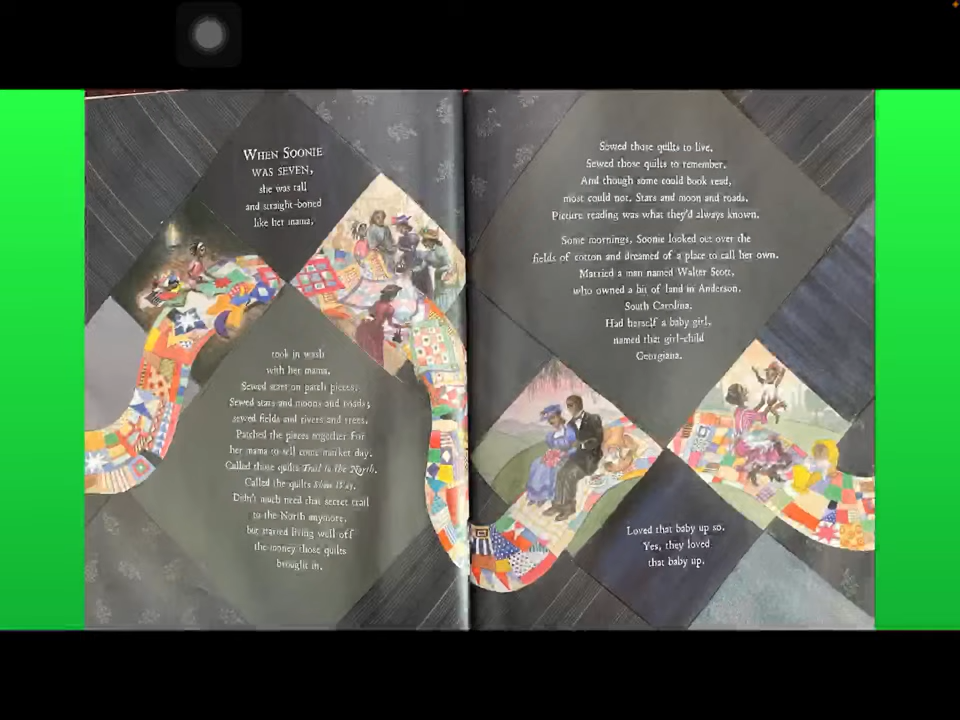 WHEN SOONIE
WAS SEVEN,
she was tall
and straight-boned
like her mama,
took in wash
with her mama.
Sewed stars on patch pieces.
Sewed stars and moons and roads;
sewed fields and rivers and trees.
Patched the pieces together for
her mama to sell come market day.
Called those quilts Trail to the North.
Called the quilts Show Way.
Didn't much need that secret trail
to the North anymore,
but started living well off
the money those quilts
brought in.
Sewed those quilts to live.
Sewed those quilts to remember.
And though some could book read,
most could not. Stars and moon and roads.
Picture reading was what they'd always known.
Some mornings, Soonie looked out over the
fields of cotton and dreamed of a place to call her own.
Married a man named Walter Scott,
who owned a bit of land in Anderson,
South Carolina.
Had herself a baby girl,
named that girl-child
Georgiana.
Loved that baby up so.
Yes, they loved
that baby up.